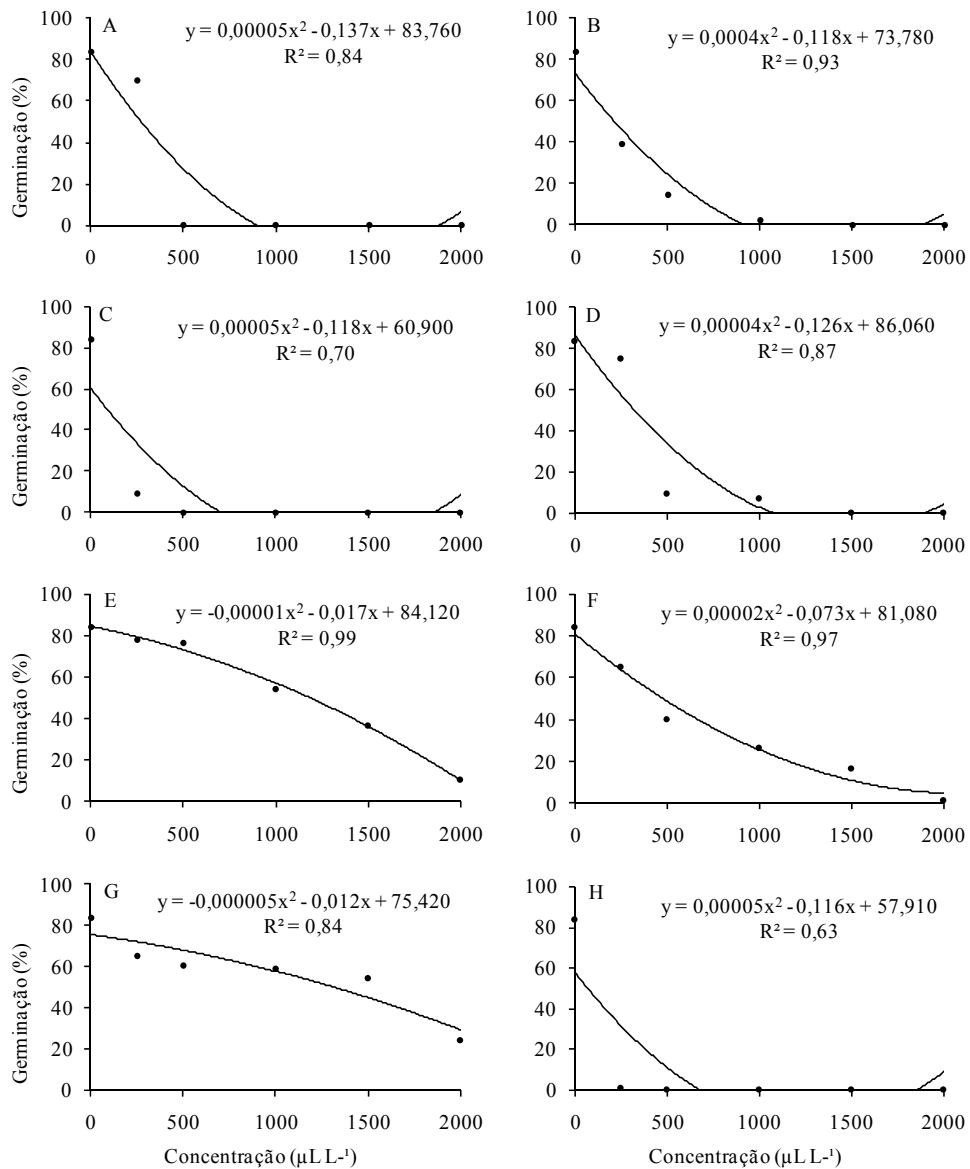 A
y = 0,00005x² - 0,137x + 83,760
R² = 0,84
Germinação (%)
100
80
60
40
20
0
0 500 1000 1500 2000
B
y = 0,0004x² - 0,118x + 73,780
R² = 0,93
100
80
60
40
20
0
0 500 1000 1500 2000
C
y = 0,00005x² - 0,118x + 60,900
R² = 0,70
Germinação (%)
100
80
60
40
20
0
0 500 1000 1500 2000
D
y = 0,00004x² - 0,126x + 86,060
R² = 0,87
100
80
60
40
20
0
0 500 1000 1500 2000
E
y = -0,00001x² - 0,017x + 84,120
R² = 0,99
Germinação (%)
100
80
60
40
20
0
0 500 1000 1500 2000
F
y = 0,00002x² - 0,073x + 81,080
R² = 0,97
100
80
60
40
20
0
0 500 1000 1500 2000
G
y = -0,000005x² - 0,012x + 75,420
R² = 0,84
Germinação (%)
100
80
60
40
20
0
0 500 1000 1500 2000
Concentração (µL L-¹)
H
y = 0,00005x² - 0,116x + 57,910
R² = 0,63
100
80
60
40
20
0
0 500 1000 1500 2000
Concentração (µL L-¹)